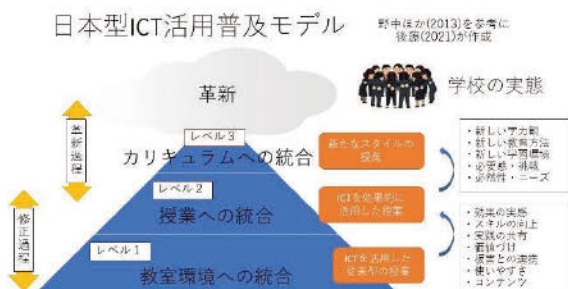 日本型ICT活用普及モデル
野中ほか(2013)を参考に
後藤(2021)が作成
革新
学校の実態
革新過程
修正過程
レベル3
カリキュラムへの統合
レベル2
授業への統合
レベル1
教室環境への統合
新たなスタイルの
授業
ICTを効果的に
活用した授業
ICTを活用した
従来型の授業
・新しい学力観
・新しい教育方法
・新しい学習環境
・必要感・挑戦
・必然性・ニーズ
・効果の実感
・スキルの向上
・実践の共有
・価値づけ
・板書との連携
・使いやすさ
・コンテンツ